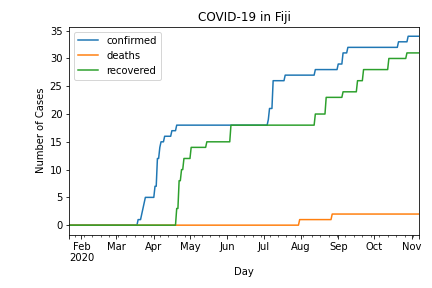 COVID-19 in Fiji
confirmed
deaths
recovered
Number of Cases
35
30
25
20
15
10
5
0
Feb Mar Apr May Jun Jul Aug Sep Oct Nov
2020
Day